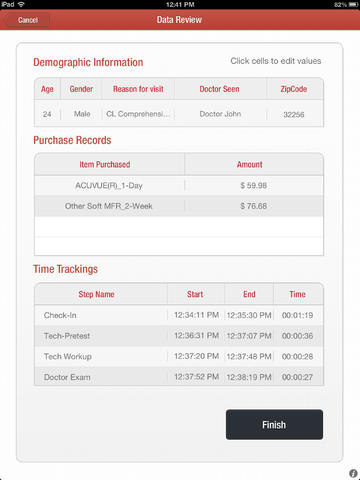 iPad 12:41 PM 82%
Cancel Data Review
Demographic Information Click cells to edit values
Age Gender Reason for visit Doctor Seen ZipCode
24 Male CL Comprehensi... Doctor John 32256
Purchase Records
Item Purchased Amount
ACUVUE(R)_1-Day $ 59.98
Other Soft MFR_2-Week $ 76.68
Time Trackings
Step Name Start End Time
Check-In 12:34:11 PM 12:35:30 PM 00:01:19
Tech-Pretest 12:36:31 PM 12:37:07 PM 00:00:36
Tech Workup 12:37:20 PM 12:37:48 PM 00:00:28
Doctor Exam 12:37:52 PM 12:38:19 PM 00:00:27
Finish